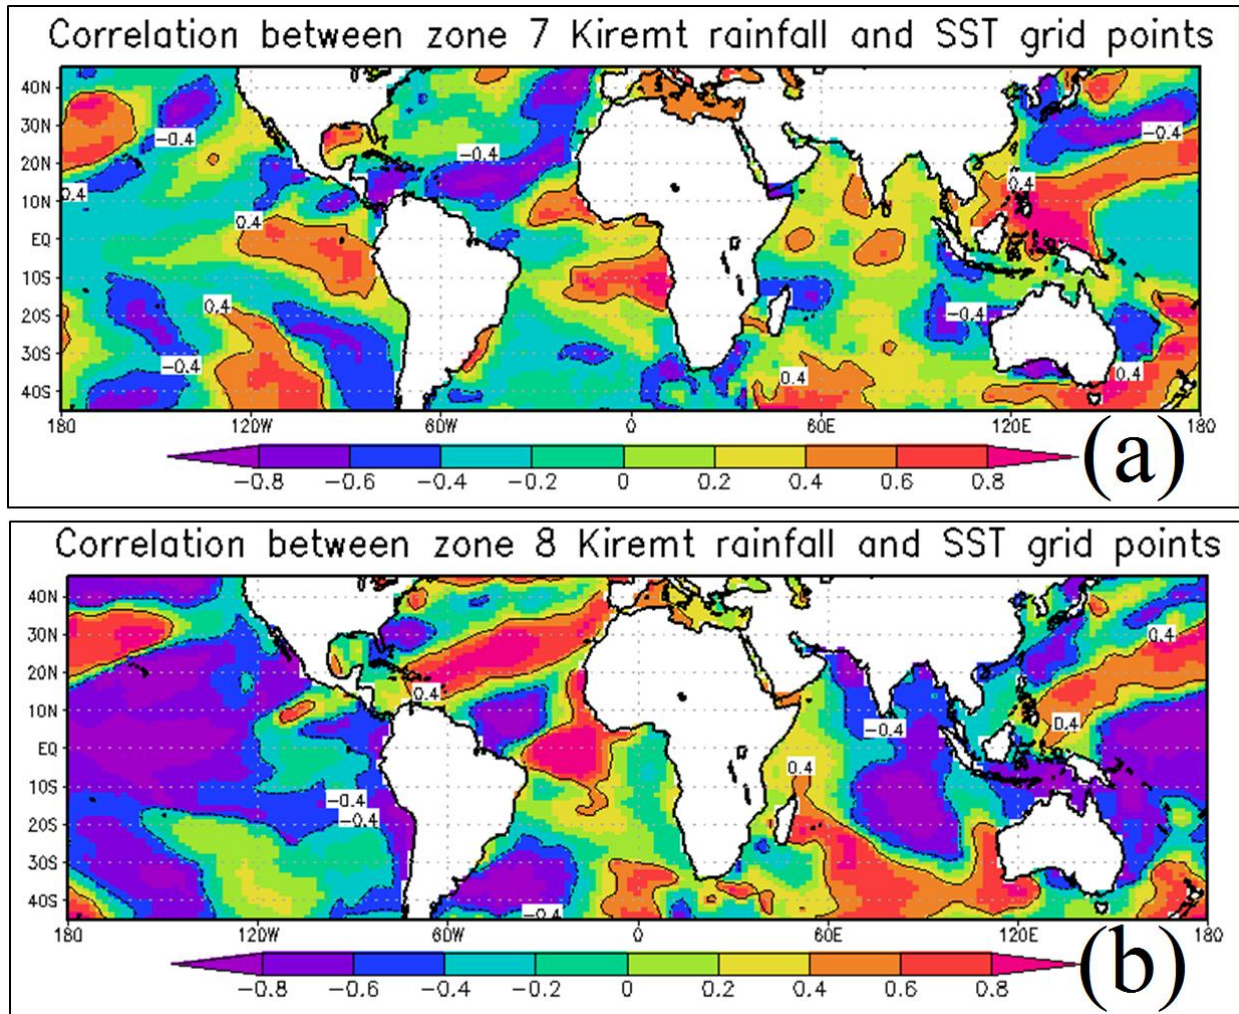 Correlation between zone 7 Kiremt rainfall and SST grid points
40N
30N
20N
10N
EQ
10S
20S
30S
40S
-0.4
-0.4
0.4
0.4
0.4
0.4
-0.4
-0.4
0.4
0.4
180 120W 60W 0 60E 120E 180
-0.8 -0.6 -0.4 -0.2 0 0.2 0.4 0.6 0.8
(a)
Correlation between zone 8 Kiremt rainfall and SST grid points
40N
30N
20N
10N
EQ
10S
20S
30S
40S
0.4
0.4
0.4
-0.4
0.4
-0.4
-0.4
-0.4
180 120W 60W 0 60E 120E 180
-0.8 -0.6 -0.4 -0.2 0 0.2 0.4 0.6 0.8
(b)